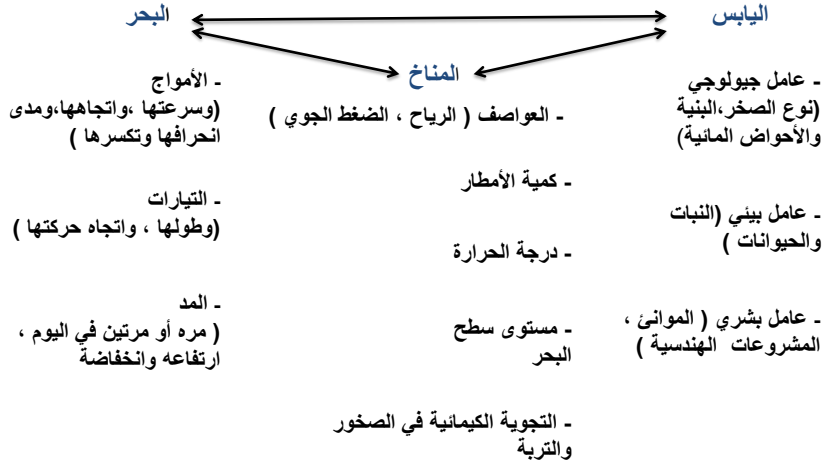 اليابس
- عامل جيولوجي
(نوع الصخر،البنية
والأحواض المائية)
- عامل بيئي (النبات
والحيوانات )
- عامل بشري ( الموانئ ،
المشروعات الهندسية )
المناخ
- العواصف ( الرياح ، الضغط الجوي )
- كمية الأمطار
- درجة الحرارة
- مستوى سطح
البحر
- التجوية الكيمائية في الصخور
والتربة
البحر
- الأمواج
(وسرعتها ،واتجاهها،ومدى
انحرافها وتكسرها )
- التيارات
(وطولها ، واتجاه حركتها )
- المد
( مره أو مرتين في اليوم ،
ارتفاعه وانخفاضة